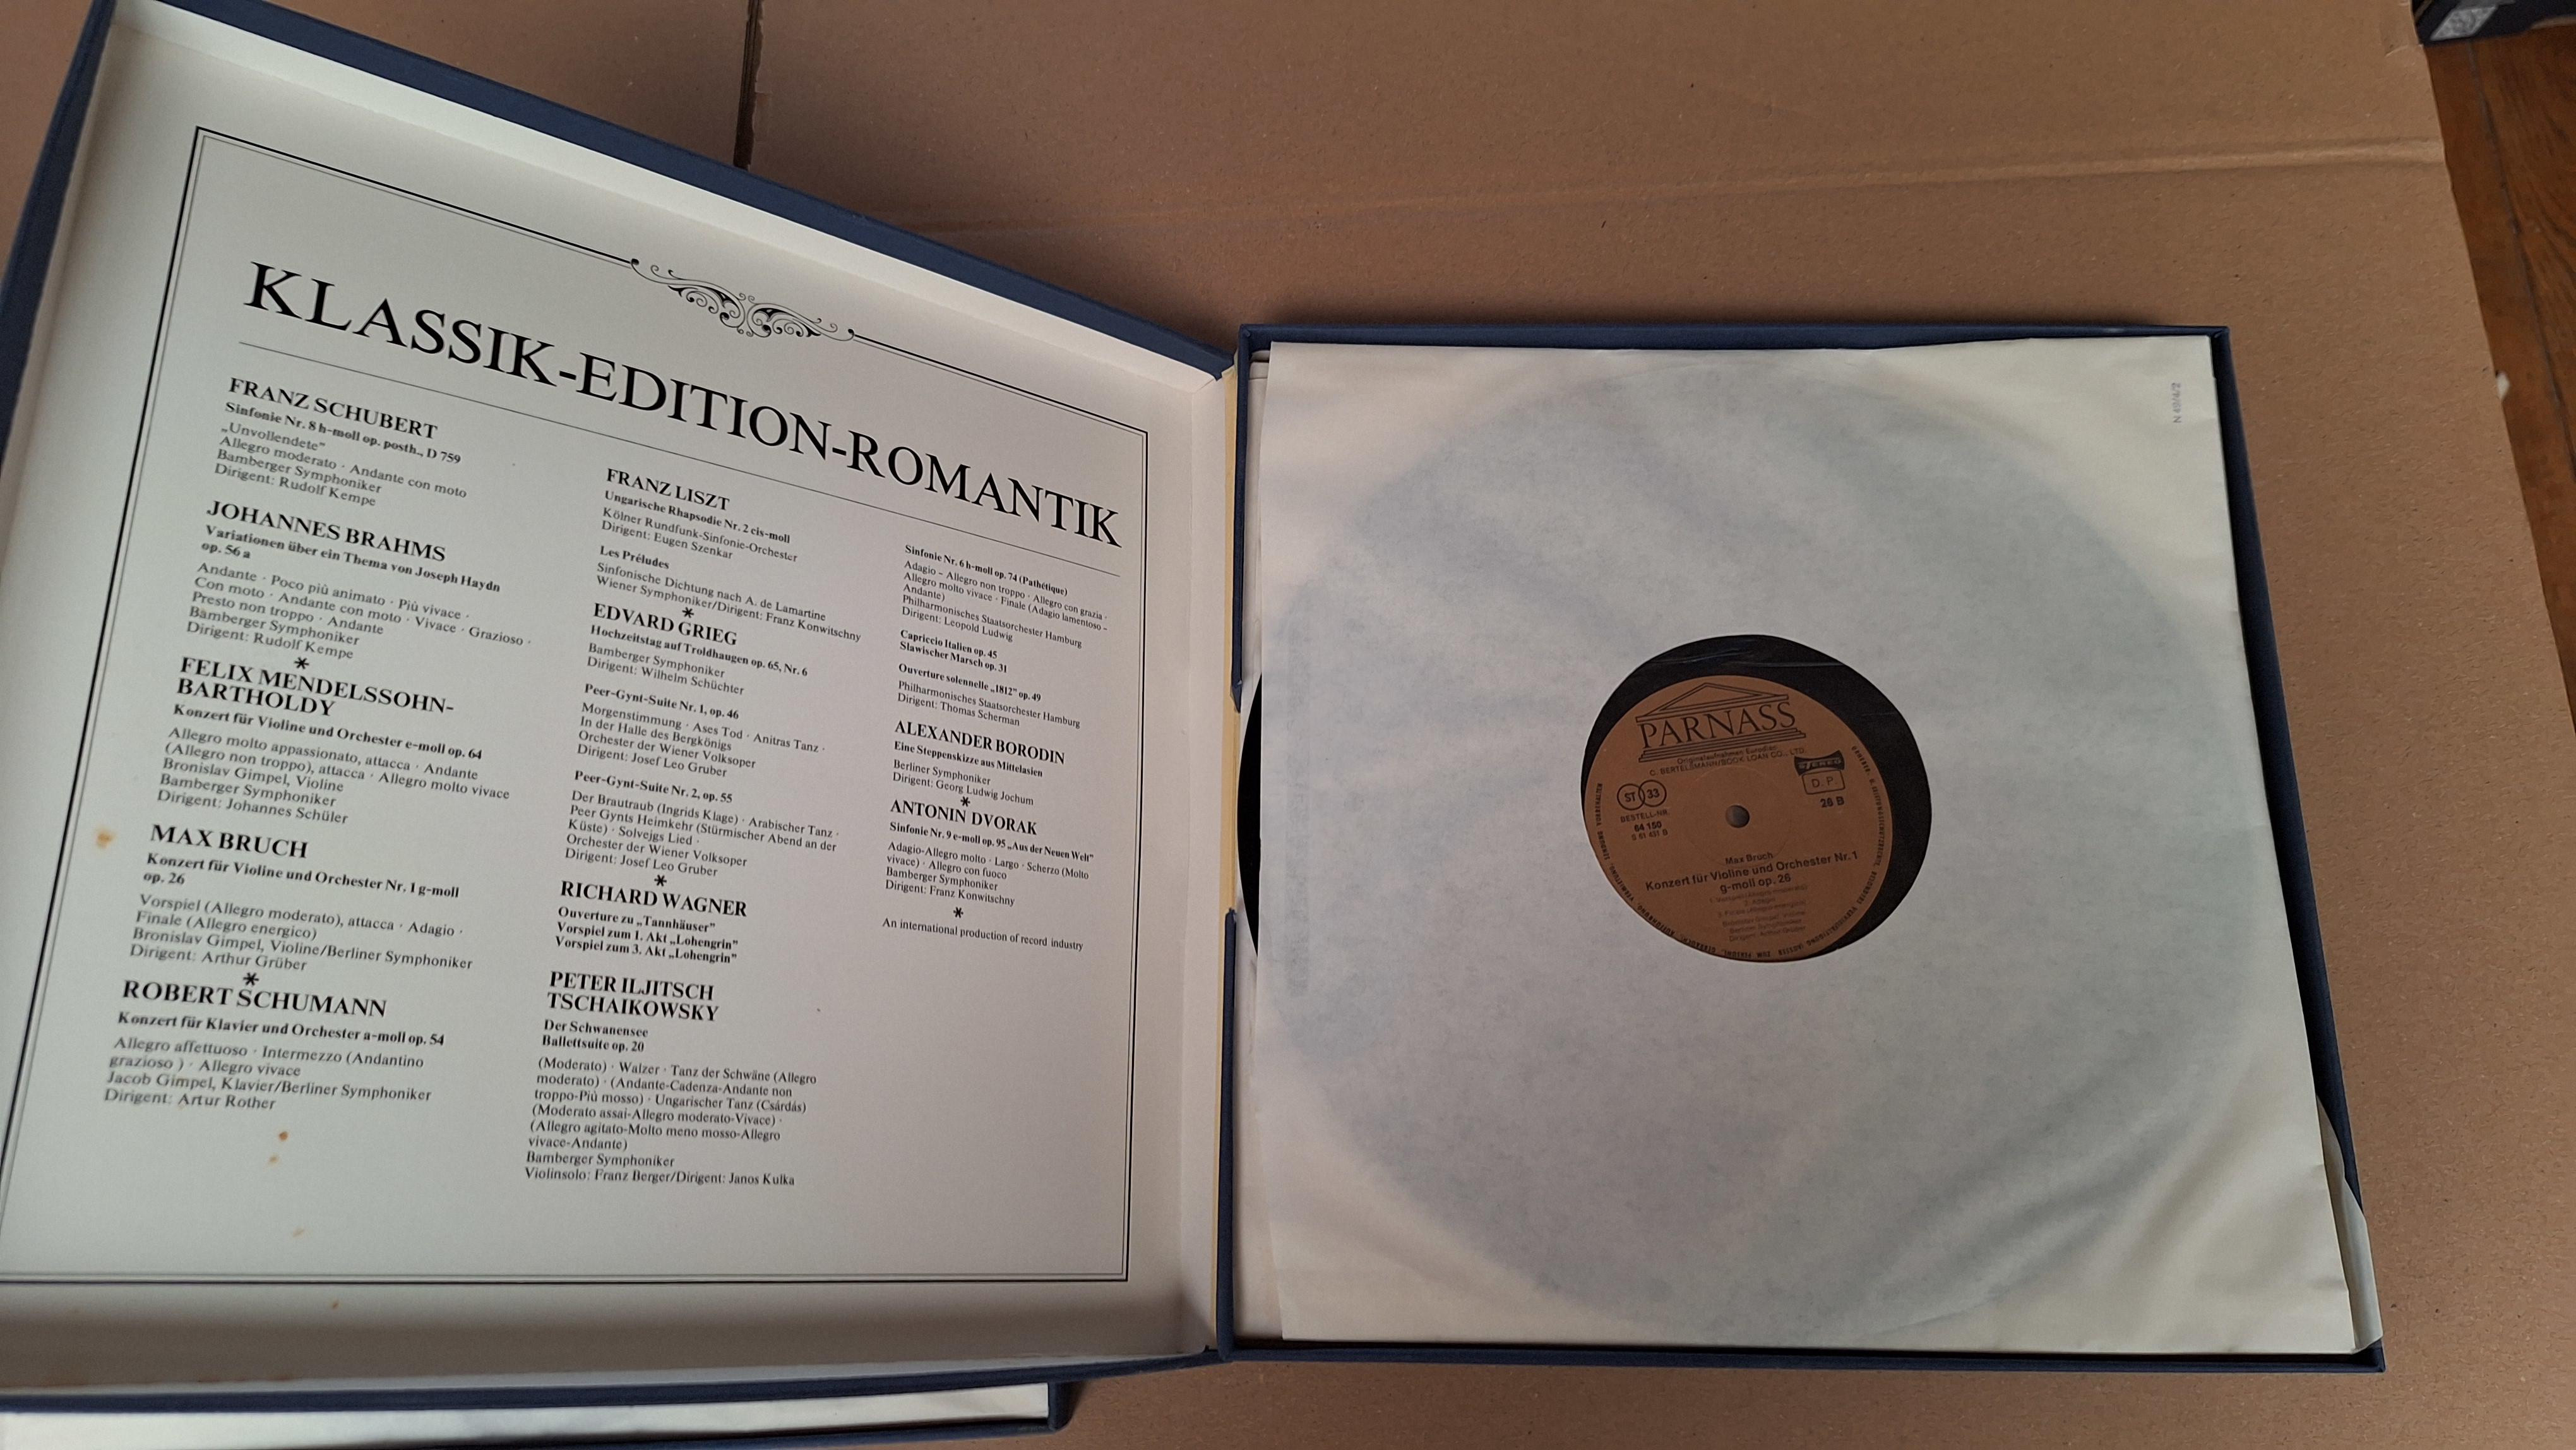 KLASSIK-EDITION-ROMANTIK
FRANZ SCHUBERT
Sinfonie Nr. 8 h-moll op. posth., D 759
„Unvollendete"
Allegro moderato · Andante con moto
Bamberger Symphoniker
Dirigent: Rudolf Kempe
JOHANNES BRAHMS
Variationen über ein Thema von Joseph Haydn
op. 56 a
Andante · Poco più animato · Più vivace ·
Con moto · Andante con moto · Vivace · Grazioso ·
Presto non troppo · Andante
Bamberger Symphoniker
Dirigent: Rudolf Kempe
*
FELIX MENDELSSOHN-
BARTHOLDY
Konzert für Violine und Orchester e-moll op. 64
Allegro molto appassionato, attacca · Andante
(Allegro non troppo), attacca · Allegro molto vivace
Bronislav Gimpel, Violine
Bamberger Symphoniker
Dirigent: Johannes Schüler
MAX BRUCH
Konzert für Violine und Orchester Nr. 1 g-moll
op. 26
Vorspiel (Allegro moderato), attacca · Adagio ·
Finale (Allegro energico)
Bronislav Gimpel, Violine/Berliner Symphoniker
Dirigent: Arthur Grüber
*
ROBERT SCHUMANN
Konzert für Klavier und Orchester a-moll op. 54
Allegro affettuoso · Intermezzo (Andantino
grazioso ) · Allegro vivace
Jacob Gimpel, Klavier/Berliner Symphoniker
Dirigent: Artur Rother
FRANZ LISZT
Ungarische Rhapsodie Nr. 2 cis-moll
Kölner Rundfunk-Sinfonie-Orchester
Dirigent: Eugen Szenkar
Les Préludes
Sinfonische Dichtung nach A. de Lamartine
Wiener Symphoniker/Dirigent: Franz Konwitschny
*
EDVARD GRIEG
Hochzeitstag auf Troldhaugen op. 65, Nr. 6
Bamberger Symphoniker
Dirigent: Wilhelm Schüchter
Peer-Gynt-Suite Nr. 1, op. 46
Morgenstimmung · Ases Tod · Anitras Tanz ·
In der Halle des Bergkönigs
Orchester der Wiener Volksoper
Dirigent: Josef Leo Gruber
Peer-Gynt-Suite Nr. 2, op. 55
Der Brautraub (Ingrids Klage) · Arabischer Tanz ·
Peer Gynts Heimkehr (Stürmischer Abend an der
Küste) · Solvejgs Lied ·
Orchester der Wiener Volksoper
Dirigent: Josef Leo Gruber
*
RICHARD WAGNER
Ouverture zu „Tannhäuser"
Vorspiel zum 1. Akt „Lohengrin"
Vorspiel zum 3. Akt „Lohengrin"
PETER ILJITSCH
TSCHAIKOWSKY
Der Schwanensee
Ballettsuite op. 20
(Moderato) · Walzer · Tanz der Schwäne (Allegro
moderato) · (Andante-Cadenza-Andante non
troppo-Più mosso) · Ungarischer Tanz (Csárdás)
(Moderato assai-Allegro moderato-Vivace) ·
(Allegro agitato-Molto meno mosso-Allegro
vivace-Andante)
Bamberger Symphoniker
Violinsolo: Franz Berger/Dirigent: Janos Kulka
Sinfonie Nr. 6 h-moll op. 74 (Pathétique)
Adagio – Allegro non troppo · Allegro con grazia ·
Allegro molto vivace · Finale (Adagio lamentoso –
Andante)
Philharmonisches Staatsorchester Hamburg
Dirigent: Leopold Ludwig
Capriccio Italien op. 45
Slawischer Marsch op. 31
Ouverture solennelle „1812" op. 49
Philharmonisches Staatsorchester Hamburg
Dirigent: Thomas Scherman
ALEXANDER BORODIN
Eine Steppenskizze aus Mittelasien
Berliner Symphoniker
Dirigent: Georg Ludwig Jochum
*
ANTONIN DVORAK
Sinfonie Nr. 9 e-moll op. 95 „Aus der Neuen Welt"
Adagio-Allegro molto · Largo · Scherzo (Molto
vivace) · Allegro con fuoco
Bamberger Symphoniker
Dirigent: Franz Konwitschny
*
An international production of record industry
PARNASS
Originalaufnahmen Eurodisc
C. BERTELSMANN/BOOK LOAN CO., LTD.
STEREO
D.P.
26 B
ST 33
BESTELL-NR.
64 150
Max Bruch
Konzert für Violine und Orchester Nr. 1
g-moll op. 26
2. Adagio
Bronislav Gimpel, Violine
Berliner Symphoniker
Dirigent: Arthur Grüber